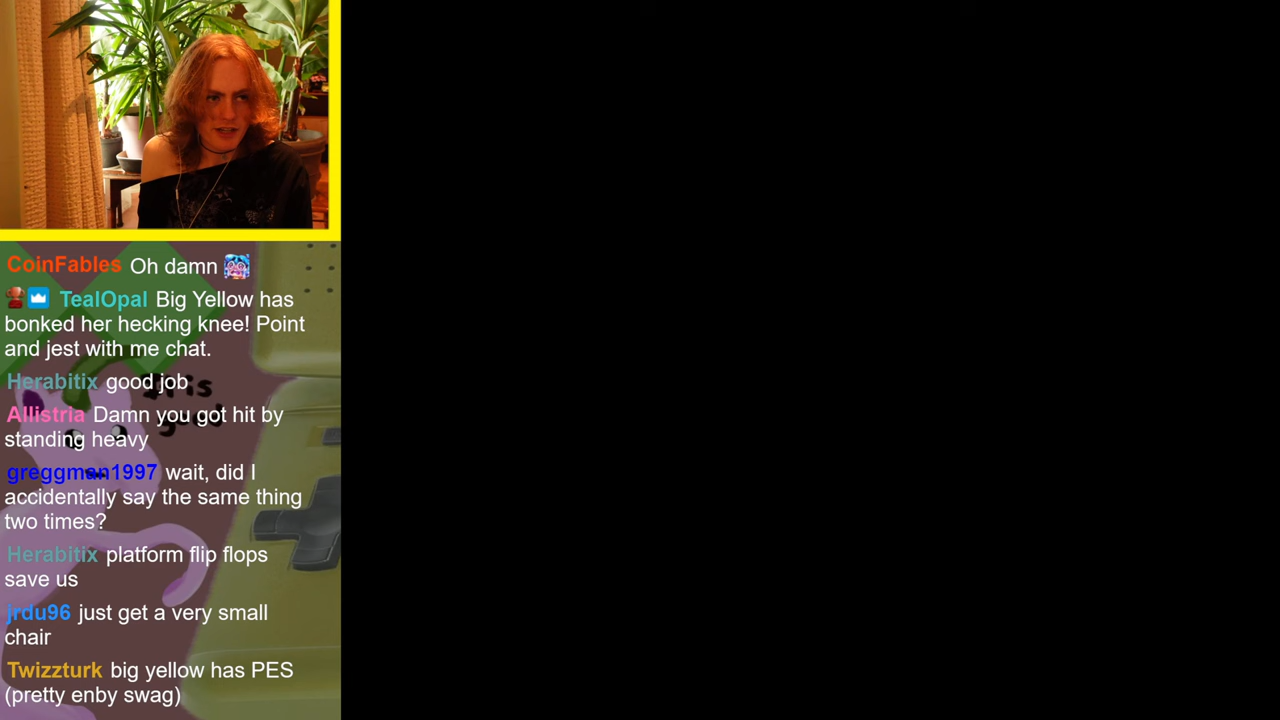 CoinFables Oh damn
TealOpal Big Yellow has
bonked her hecking knee! Point
and jest with me chat.
Herabitix good job
Allistria Damn you got hit by
standing heavy
greggman1997 wait, did I
accidentally say the same thing
two times?
Herabitix platform flip flops
save us
jrdu96 just get a very small
chair
Twizzturk big yellow has PES
(pretty enby swag)
is
good